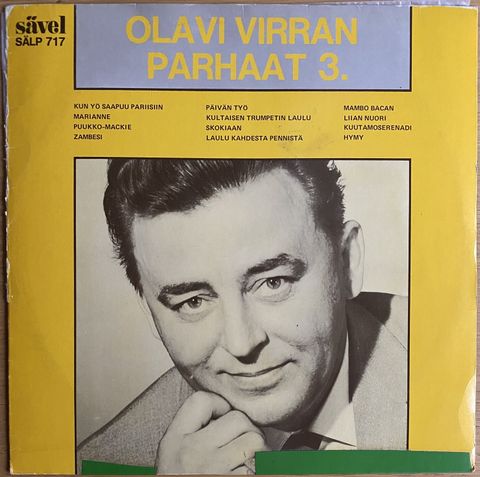 sävel
SÄLP 717
OLAVI VIRRAN
PARHAAT 3.
KUN YÖ SAAPUU PARIISIIN
MARIANNE
PUUKKO-MACKIE
ZAMBESI
PÄIVÄN TYÖ
KULTAISEN TRUMPETIN LAULU
SKOKIAAN
LAULU KAHDESTA PENNISTÄ
MAMBO BACAN
LIIAN NUORI
KUUTAMOSERENADI
HYMY